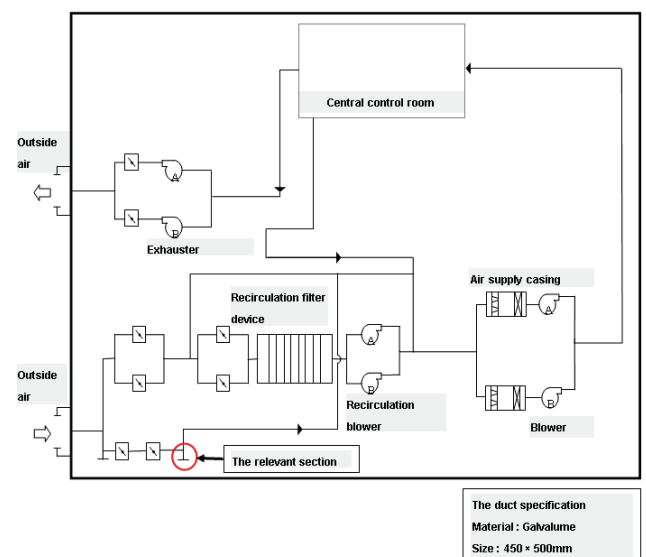 Central control room
Outside
air
A
B
Exhauster
Air supply casing
Recirculation filter
device
A
A
B
B
Outside
air
Recirculation
blower
Blower
The relevant section
The duct specification
Material : Galvalume
Size : 450 × 500mm